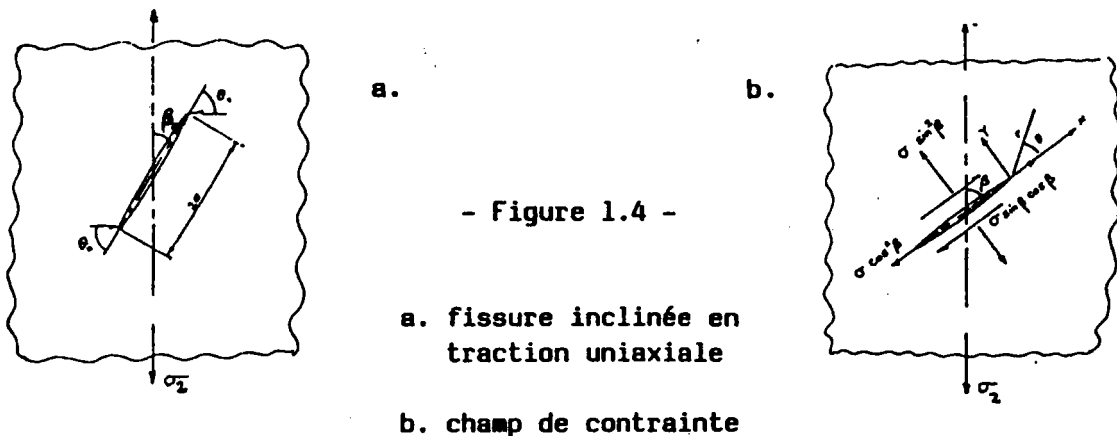 a.
b.
θ.
β
2a
θ.
σ₂
σ sin²β
Y
r
θ
x
β
σ sinβ cosβ
σ cos²β
σ₂
- Figure 1.4 -
a. fissure inclinée en
traction uniaxiale
b. champ de contrainte